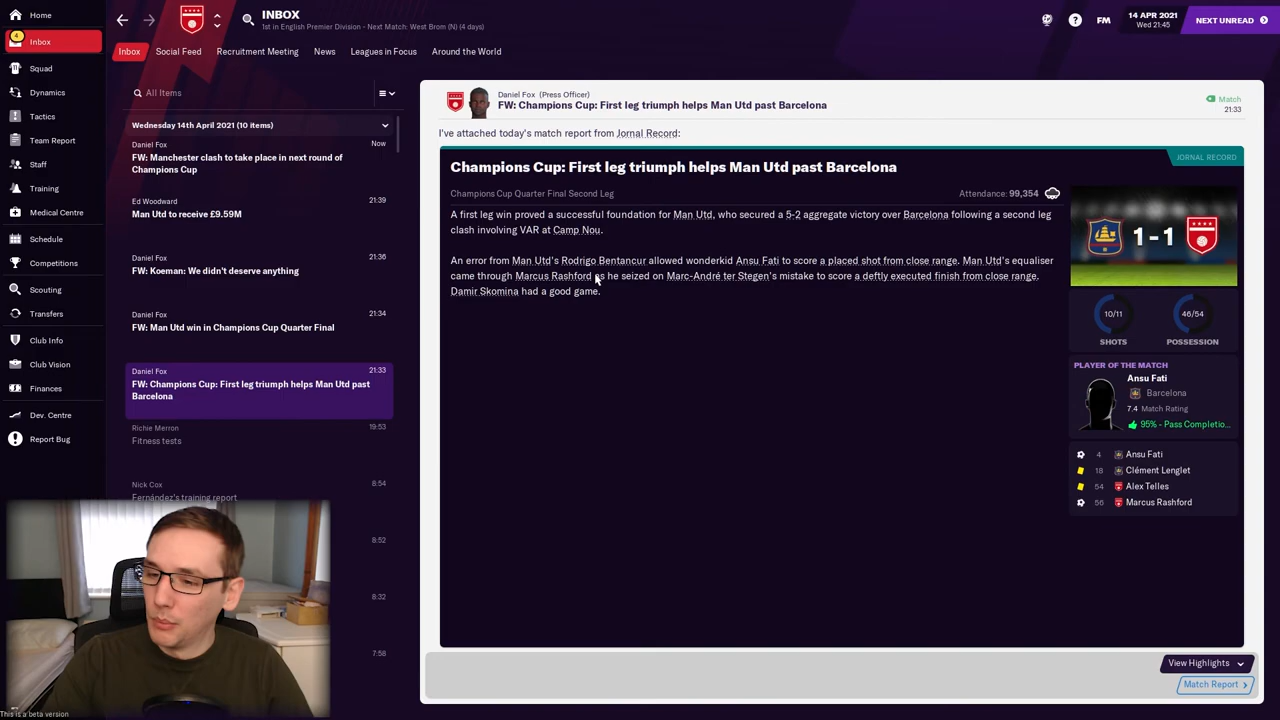 Home
4
Inbox
Squad
Dynamics
Tactics
Team Report
Staff
Training
Medical Centre
Schedule
Competitions
Scouting
Transfers
Club Info
Club Vision
Finances
Dev. Centre
Report Bug
This is a beta version
INBOX
1st in English Premier Division - Next Match: West Brom (N) (4 days)
FM
14 APR 2021
Wed 21:45
NEXT UNREAD
Inbox
Social Feed
Recruitment Meeting
News
Leagues in Focus
Around the World
All Items
Wednesday 14th April 2021 (10 items)
Daniel Fox
Now
FW: Manchester clash to take place in next round of
Champions Cup
Ed Woodward
21:39
Man Utd to receive £9.59M
Daniel Fox
21:36
FW: Koeman: We didn't deserve anything
Daniel Fox
21:34
FW: Man Utd win in Champions Cup Quarter Final
Daniel Fox
21:33
FW: Champions Cup: First leg triumph helps Man Utd past
Barcelona
Richie Merron
19:53
Fitness tests
Nick Cox
8:54
Fernández's training report
8:52
8:32
7:58
Daniel Fox (Press Officer)
FW: Champions Cup: First leg triumph helps Man Utd past Barcelona
Match
21:33
I've attached today's match report from Jornal Record:
JORNAL RECORD
Champions Cup: First leg triumph helps Man Utd past Barcelona
Champions Cup Quarter Final Second Leg
Attendance: 99,354
A first leg win proved a successful foundation for Man Utd, who secured a 5-2 aggregate victory over Barcelona following a second leg
clash involving VAR at Camp Nou.
An error from Man Utd's Rodrigo Bentancur allowed wonderkid Ansu Fati to score a placed shot from close range. Man Utd's equaliser
came through Marcus Rashford as he seized on Marc-André ter Stegen's mistake to score a deftly executed finish from close range.
Damir Skomina had a good game.
1 - 1
10/11
SHOTS
46/54
POSSESSION
PLAYER OF THE MATCH
Ansu Fati
Barcelona
7.4 Match Rating
95% - Pass Completio...
4 Ansu Fati
18 Clément Lenglet
54 Alex Telles
56 Marcus Rashford
View Highlights
Match Report